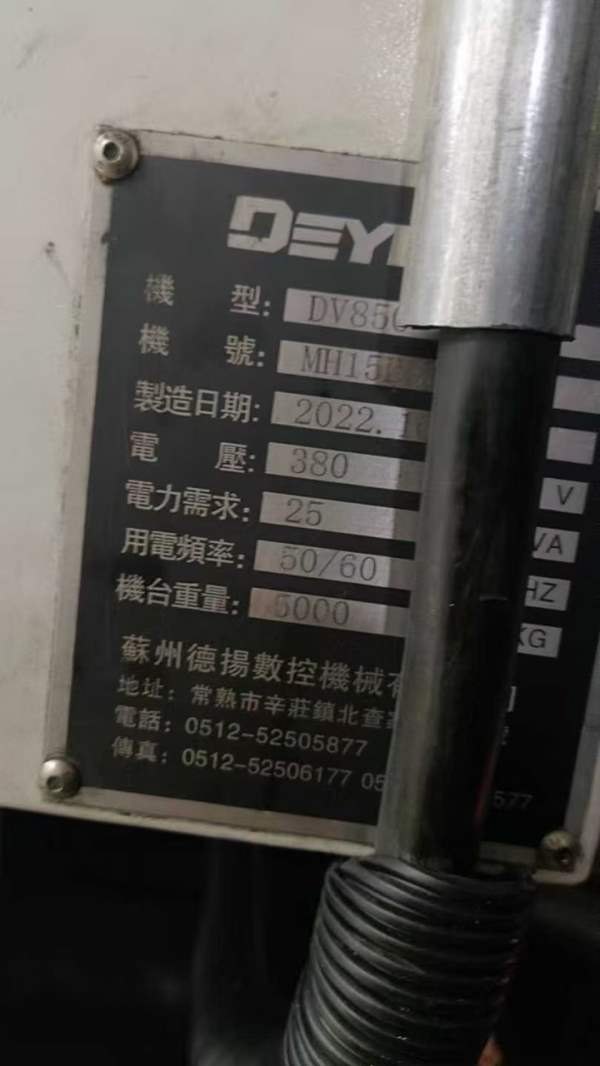 DEY
機 型: DV850
機 號: MH15
製造日期: 2022.1
電 壓: 380 V
電力需求: 25 VA
用電頻率: 50/60 HZ
機台重量: 5000 KG
蘇州德揚數控機械有
地址: 常熟市辛莊鎮北查
電話: 0512-52505877
傳真: 0512-52506177 05 577